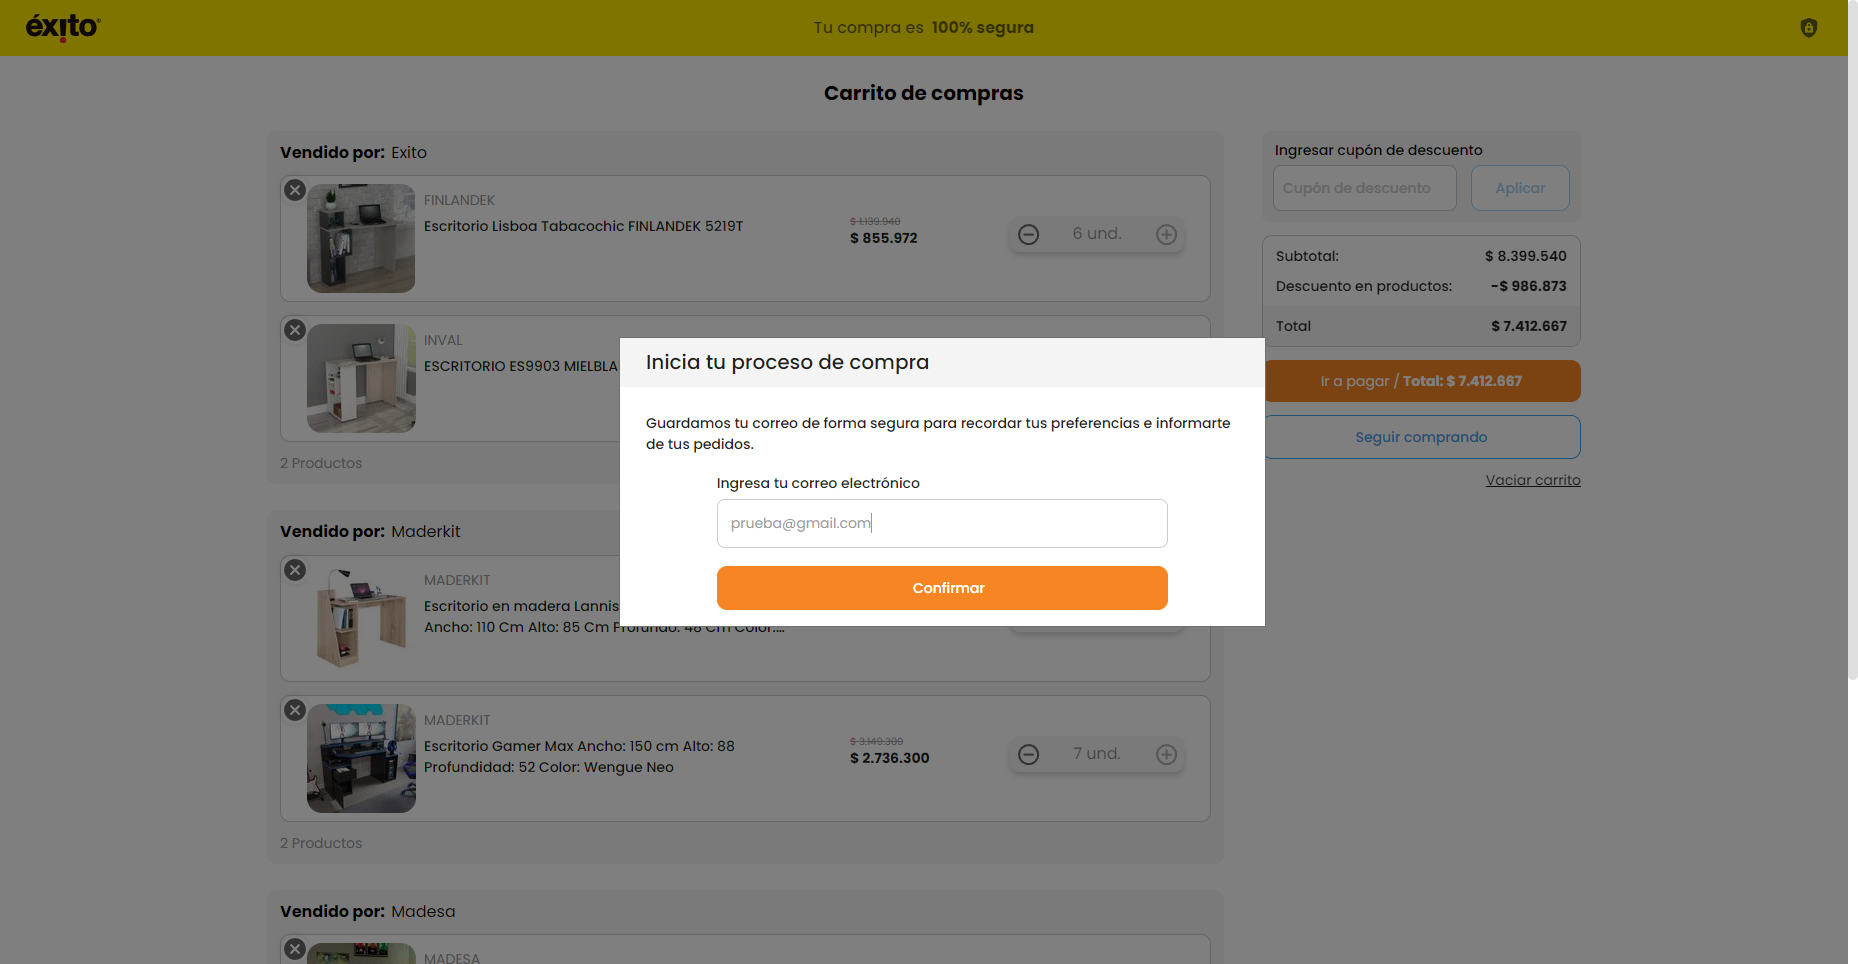 éxito
Tu compra es 100% segura
Carrito de compras
Vendido por: Exito
FINLANDEK
Escritorio Lisboa Tabacochic FINLANDEK 5219T
$ 1.139.940
$ 855.972
6 und.
INVAL
ESCRITORIO ES9903 MIELBLA
2 Productos
Vendido por: Maderkit
MADERKIT
Escritorio en madera Lannis
Ancho: 110 Cm Alto: 85 Cm Profundo: 48 Cm Color:...
MADERKIT
Escritorio Gamer Max Ancho: 150 cm Alto: 88
Profundidad: 52 Color: Wengue Neo
$ 3.149.300
$ 2.736.300
7 und.
2 Productos
Vendido por: Madesa
MADESA
Ingresar cupón de descuento
Cupón de descuento
Aplicar
Subtotal: $ 8.399.540
Descuento en productos: -$ 986.873
Total $ 7.412.667
Ir a pagar / Total: $ 7.412.667
Seguir comprando
Vaciar carrito
Inicia tu proceso de compra
Guardamos tu correo de forma segura para recordar tus preferencias e informarte
de tus pedidos.
Ingresa tu correo electrónico
prueba@gmail.com
Confirmar